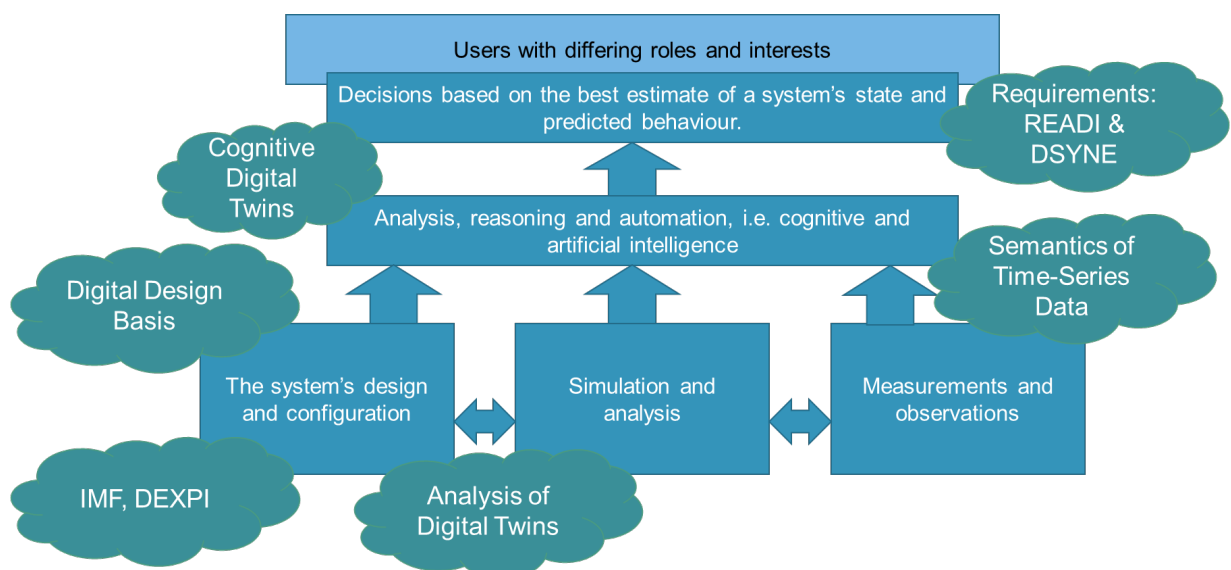 Users with differing roles and interests
Decisions based on the best estimate of a system's state and
predicted behaviour.
Requirements:
READI &
DSYNE
Cognitive
Digital
Twins
Analysis, reasoning and automation, i.e. cognitive and
artificial intelligence
Semantics of
Time-Series
Data
Digital Design
Basis
The system's design
and configuration
Simulation and
analysis
Measurements and
observations
IMF, DEXPI
Analysis of
Digital Twins